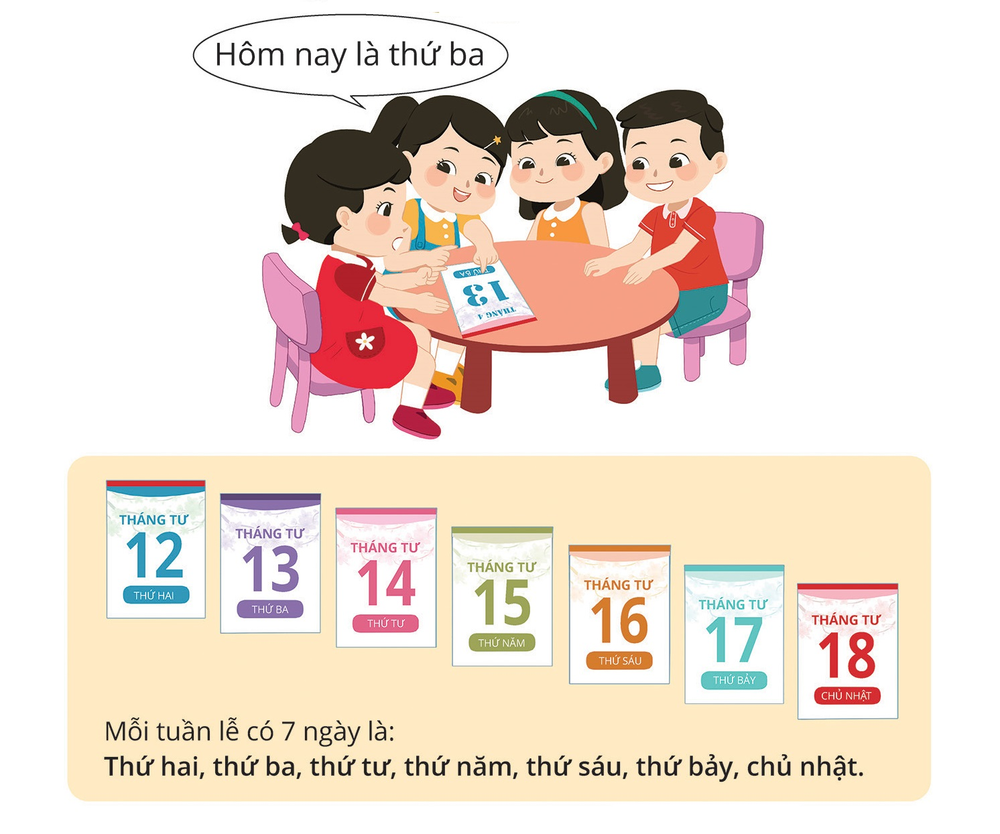 Hôm nay là thứ ba
THỨ BA
13
THÁNG 4
THÁNG TƯ
12
THỨ HAI
THÁNG TƯ
13
THỨ BA
THÁNG TƯ
14
THỨ TƯ
THÁNG TƯ
15
THỨ NĂM
THÁNG TƯ
16
THỨ SÁU
THÁNG TƯ
17
THỨ BẢY
THÁNG TƯ
18
CHỦ NHẬT
Mỗi tuần lễ có 7 ngày là:
Thứ hai, thứ ba, thứ tư, thứ năm, thứ sáu, thứ bảy, chủ nhật.